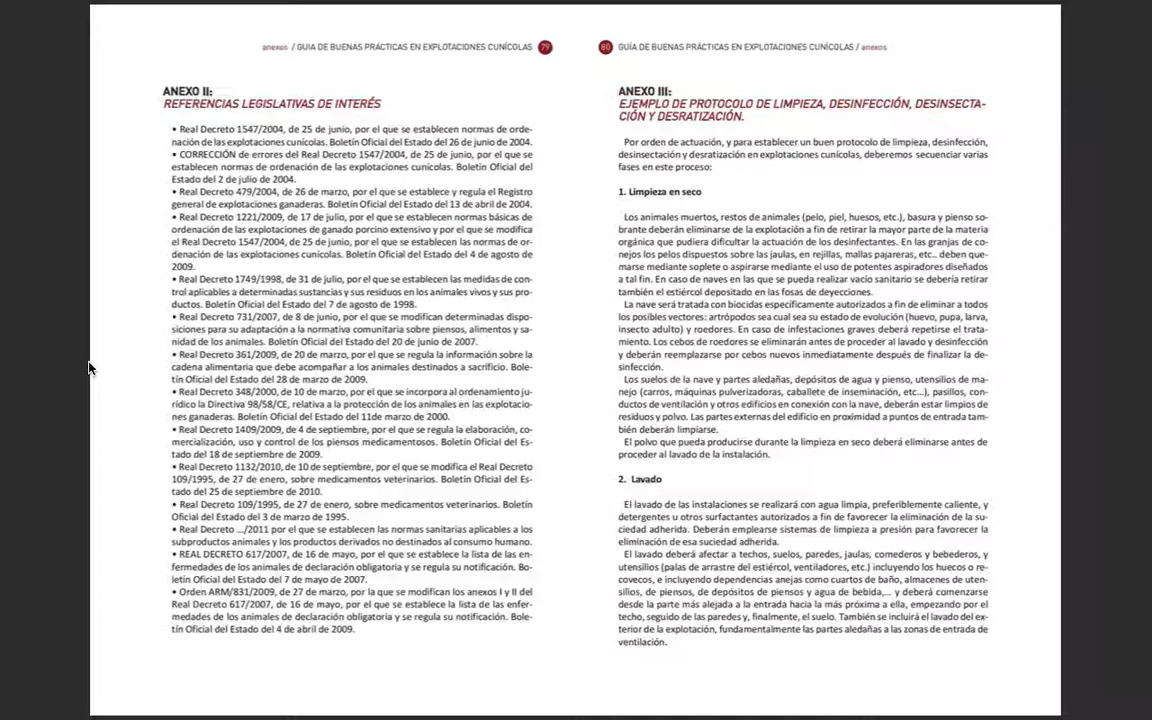 anexos / GUIA DE BUENAS PRÁCTICAS EN EXPLOTACIONES CUNÍCOLAS 79
ANEXO II:
REFERENCIAS LEGISLATIVAS DE INTERÉS
• Real Decreto 1547/2004, de 25 de junio, por el que se establecen normas de orde-
nación de las explotaciones cunícolas. Boletín Oficial del Estado del 26 de junio de 2004.
• CORRECCIÓN de errores del Real Decreto 1547/2004, de 25 de junio, por el que se
establecen normas de ordenación de las explotaciones cunícolas. Boletín Oficial del
Estado del 2 de julio de 2004.
• Real Decreto 479/2004, de 26 de marzo, por el que se establece y regula el Registro
general de explotaciones ganaderas. Boletín Oficial del Estado del 13 de abril de 2004.
• Real Decreto 1221/2009, de 17 de julio, por el que se establecen normas básicas de
ordenación de las explotaciones de ganado porcino extensivo y por el que se modifica
el Real Decreto 1547/2004, de 25 de junio, por el que se establecen las normas de or-
denación de las explotaciones cunícolas. Boletín Oficial del Estado del 4 de agosto de
2009.
• Real Decreto 1749/1998, de 31 de julio, por el que se establecen las medidas de con-
trol aplicables a determinadas sustancias y sus residuos en los animales vivos y sus pro-
ductos. Boletín Oficial del Estado del 7 de agosto de 1998.
• Real Decreto 731/2007, de 8 de junio, por el que se modifican determinadas dispo-
siciones para su adaptación a la normativa comunitaria sobre piensos, alimentos y sa-
nidad de los animales. Boletín Oficial del Estado del 20 de junio de 2007.
• Real Decreto 361/2009, de 20 de marzo, por el que se regula la información sobre la
cadena alimentaria que debe acompañar a los animales destinados a sacrificio. Bole-
tín Oficial del Estado del 28 de marzo de 2009.
• Real Decreto 348/2000, de 10 de marzo, por el que se incorpora al ordenamiento ju-
rídico la Directiva 98/58/CE, relativa a la protección de los animales en las explotacio-
nes ganaderas. Boletín Oficial del Estado del 11de marzo de 2000.
• Real Decreto 1409/2009, de 4 de septiembre, por el que se regula la elaboración, co-
mercialización, uso y control de los piensos medicamentosos. Boletín Oficial del Es-
tado del 18 de septiembre de 2009.
• Real Decreto 1132/2010, de 10 de septiembre, por el que se modifica el Real Decreto
109/1995, de 27 de enero, sobre medicamentos veterinarios. Boletín Oficial del Es-
tado del 25 de septiembre de 2010.
• Real Decreto 109/1995, de 27 de enero, sobre medicamentos veterinarios. Boletín
Oficial del Estado del 3 de marzo de 1995.
• Real Decreto .../2011 por el que se establecen las normas sanitarias aplicables a los
subproductos animales y los productos derivados no destinados al consumo humano.
• REAL DECRETO 617/2007, de 16 de mayo, por el que se establece la lista de las en-
fermedades de los animales de declaración obligatoria y se regula su notificación. Bo-
letín Oficial del Estado del 7 de mayo de 2007.
• Orden ARM/831/2009, de 27 de marzo, por la que se modifican los anexos I y II del
Real Decreto 617/2007, de 16 de mayo, por el que se establece la lista de las enfer-
medades de los animales de declaración obligatoria y se regula su notificación. Bole-
tín Oficial del Estado del 4 de abril de 2009.
80 GUÍA DE BUENAS PRÁCTICAS EN EXPLOTACIONES CUNÍCOLAS / anexos
ANEXO III:
EJEMPLO DE PROTOCOLO DE LIMPIEZA, DESINFECCIÓN, DESINSECTA-
CIÓN Y DESRATIZACIÓN.
Por orden de actuación, y para establecer un buen protocolo de limpieza, desinfección,
desinsectación y desratización en explotaciones cunícolas, deberemos secuenciar varias
fases en este proceso:
1. Limpieza en seco
Los animales muertos, restos de animales (pelo, piel, huesos, etc.), basura y pienso so-
brante deberán eliminarse de la explotación a fin de retirar la mayor parte de la materia
orgánica que pudiera dificultar la actuación de los desinfectantes. En las granjas de co-
nejos los pelos dispuestos sobre las jaulas, en rejillas, mallas pajareras, etc.. deben que-
marse mediante soplete o aspirarse mediante el uso de potentes aspiradores diseñados
a tal fin. En caso de naves en las que se pueda realizar vacío sanitario se debería retirar
también el estiércol depositado en las fosas de deyecciones.
La nave será tratada con biocidas específicamente autorizados a fin de eliminar a todos
los posibles vectores: artrópodos sea cual sea su estado de evolución (huevo, pupa, larva,
insecto adulto) y roedores. En caso de infestaciones graves deberá repetirse el trata-
miento. Los cebos de roedores se eliminarán antes de proceder al lavado y desinfección
y deberán reemplazarse por cebos nuevos inmediatamente después de finalizar la de-
sinfección.
Los suelos de la nave y partes aledañas, depósitos de agua y pienso, utensilios de ma-
nejo (carros, máquinas pulverizadoras, caballete de inseminación, etc...), pasillos, con-
ductos de ventilación y otros edificios en conexión con la nave, deberán estar limpios de
residuos y polvo. Las partes externas del edificio en proximidad a puntos de entrada tam-
bién deberán limpiarse.
El polvo que pueda producirse durante la limpieza en seco deberá eliminarse antes de
proceder al lavado de la instalación.
2. Lavado
El lavado de las instalaciones se realizará con agua limpia, preferiblemente caliente, y
detergentes u otros surfactantes autorizados a fin de favorecer la eliminación de la su-
ciedad adherida. Deberán emplearse sistemas de limpieza a presión para favorecer la
eliminación de esa suciedad adherida.
El lavado deberá afectar a techos, suelos, paredes, jaulas, comederos y bebederos, y
utensilios (palas de arrastre del estiércol, ventiladores, etc.) incluyendo los huecos o re-
covecos, e incluyendo dependencias anejas como cuartos de baño, almacenes de uten-
silios, de piensos, de depósitos de piensos y agua de bebida,... y deberá comenzarse
desde la parte más alejada a la entrada hacia la más próxima a ella, empezando por el
techo, seguido de las paredes y, finalmente, el suelo. También se incluirá el lavado del ex-
terior de la explotación, fundamentalmente las partes aledañas a las zonas de entrada de
ventilación.